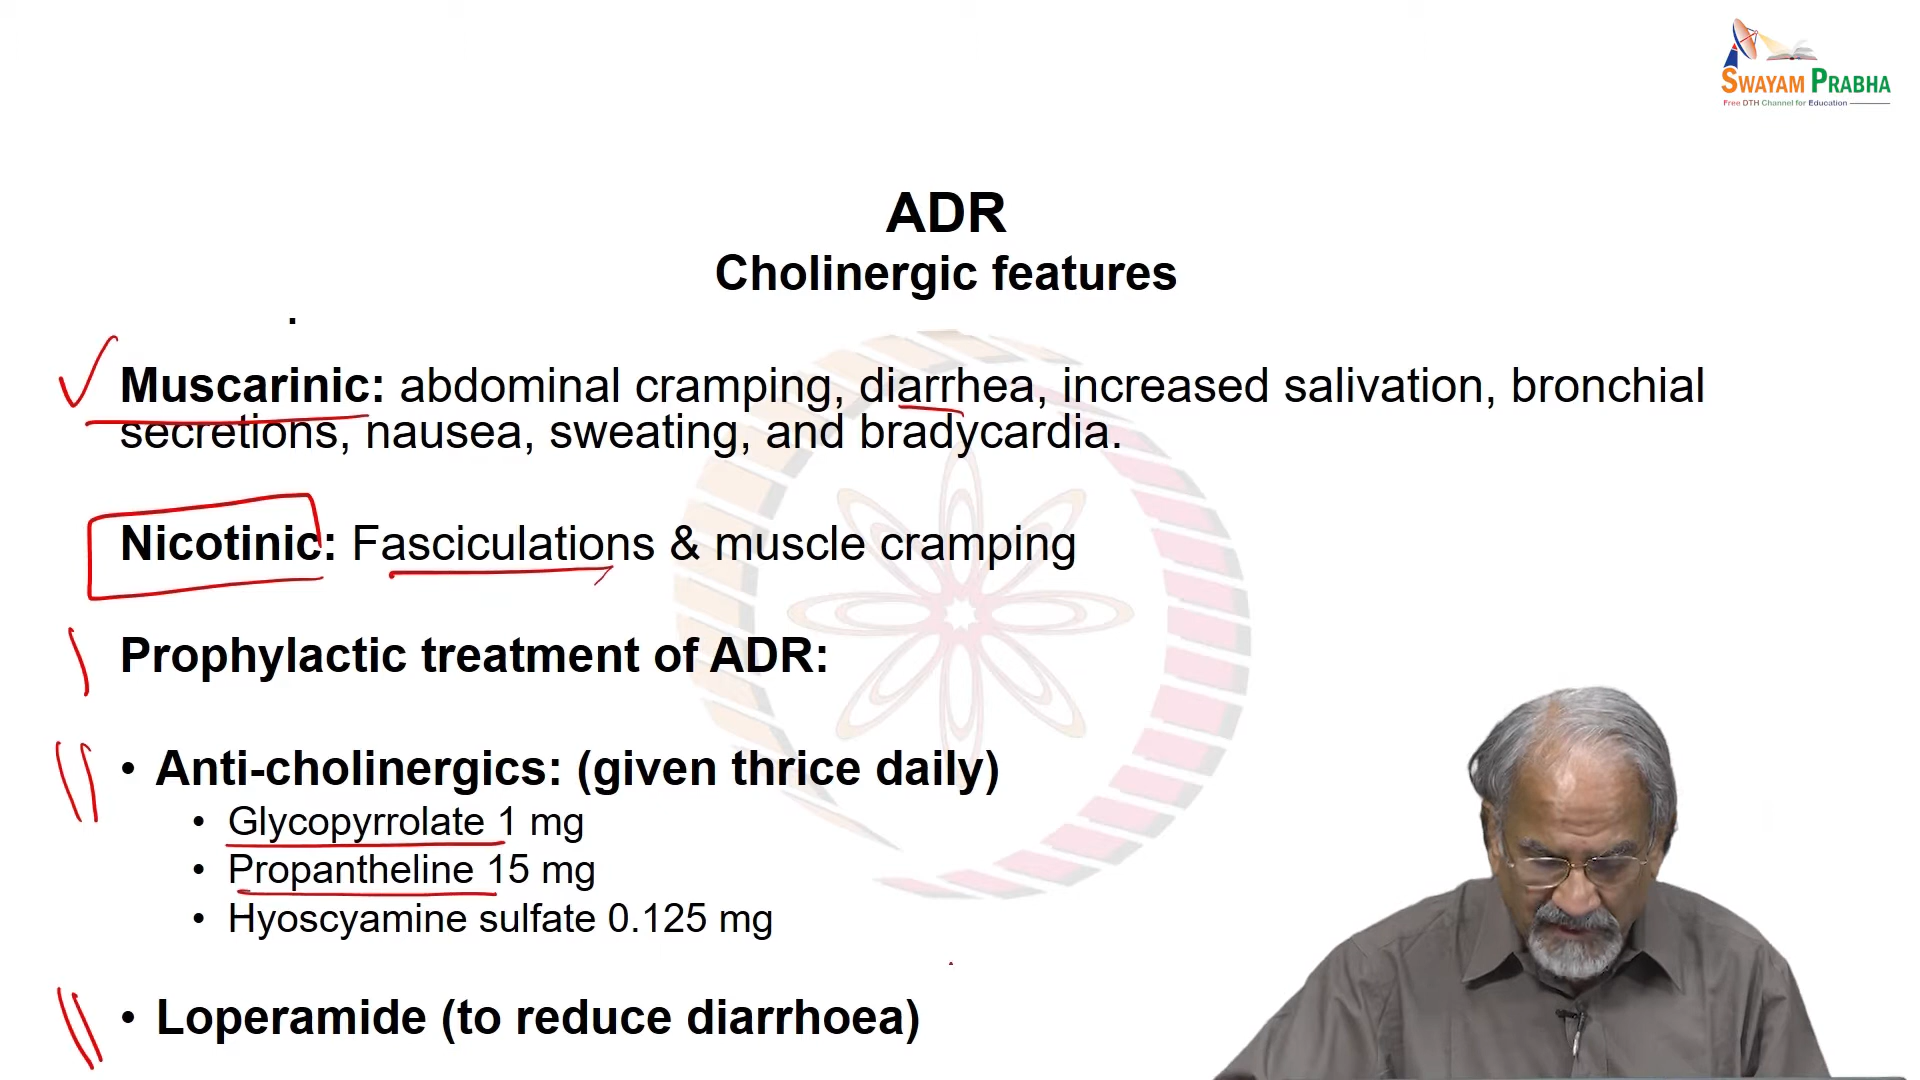 SWAYAM PRABHA
Free DTH Channel for Education
ADR
Cholinergic features
.
Muscarinic: abdominal cramping, diarrhea, increased salivation, bronchial
secretions, nausea, sweating, and bradycardia.
Nicotinic: Fasciculations & muscle cramping
Prophylactic treatment of ADR:
• Anti-cholinergics: (given thrice daily)
• Glycopyrrolate 1 mg
• Propantheline 15 mg
• Hyoscyamine sulfate 0.125 mg
• Loperamide (to reduce diarrhoea)